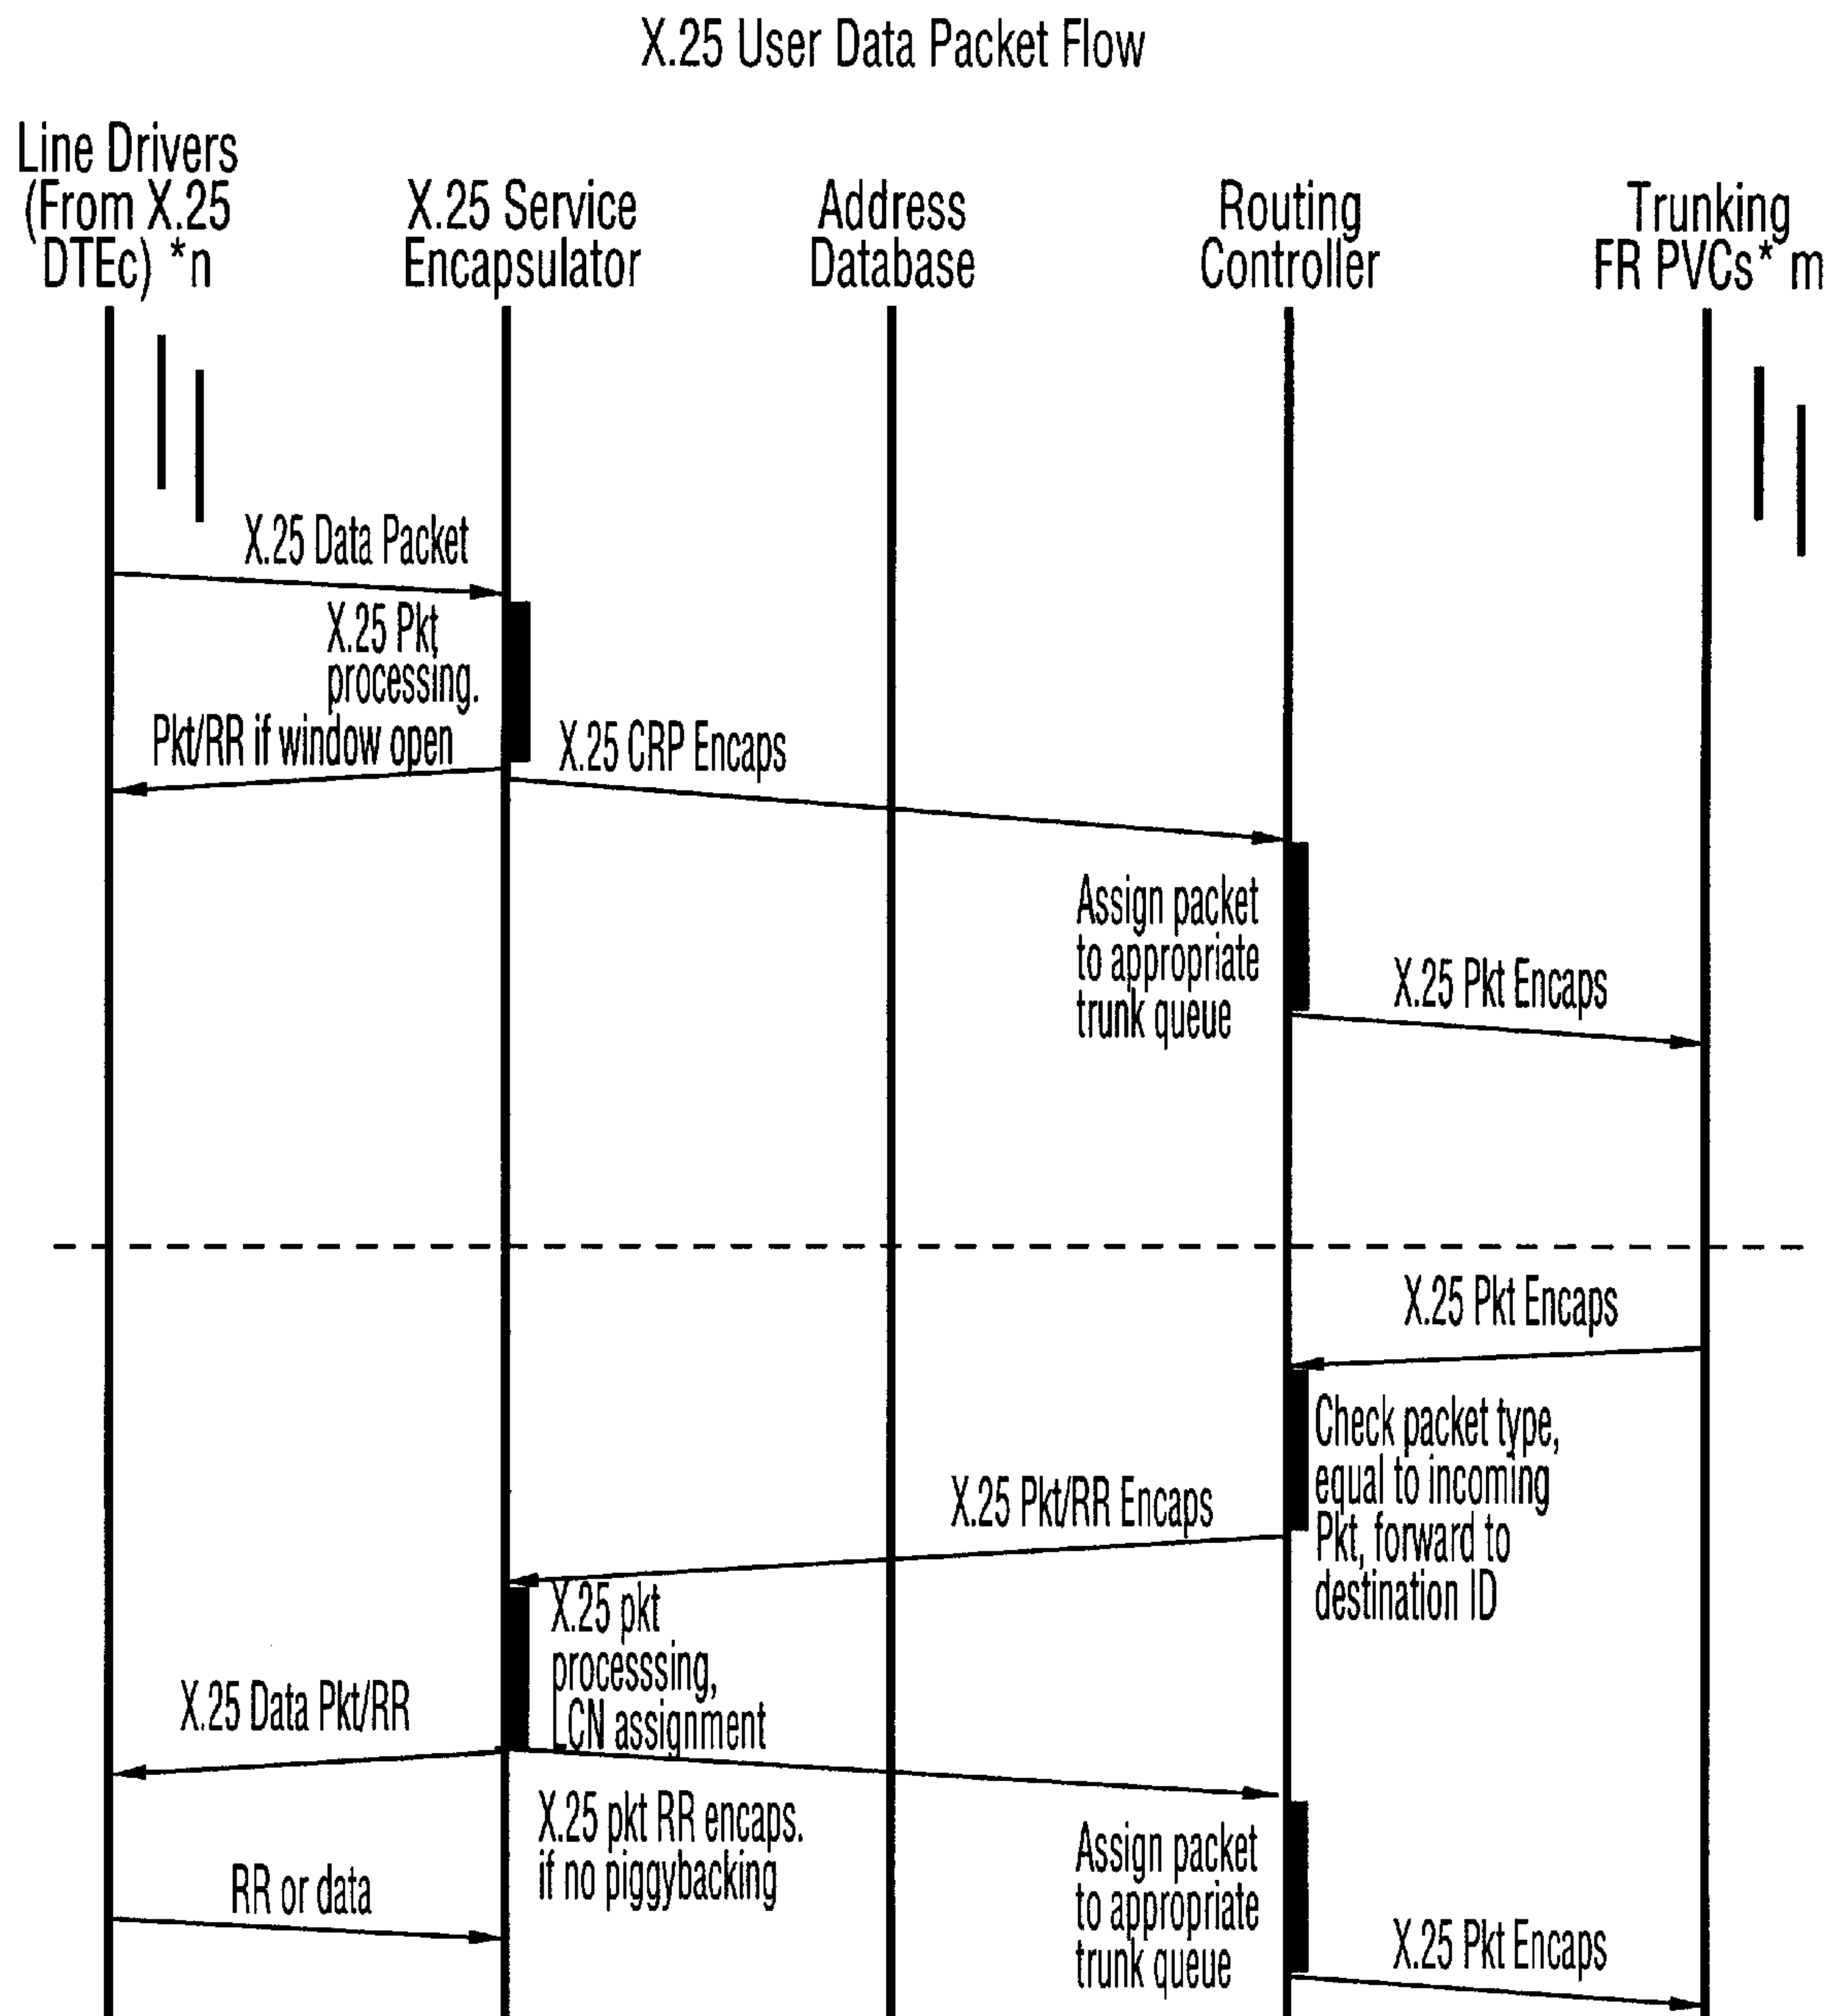 X.25 User Data Packet Flow
Line Drivers
(From X.25
DTEc) *n
X.25 Service
Encapsulator
Address
Database
Routing
Controller
Trunking
FR PVCs* m
X.25 Data Packet
X.25 Pkt
processing.
Pkt/RR if window open
X.25 CRP Encaps
Assign packet
to appropriate
trunk queue
X.25 Pkt Encaps
X.25 Pkt Encaps
Check packet type,
equal to incoming
Pkt, forward to
destination ID
X.25 Pkt/RR Encaps
X.25 pkt
processsing,
LCN assignment
X.25 Data Pkt/RR
X.25 pkt RR encaps.
if no piggybacking
RR or data
Assign packet
to appropriate
trunk queue
X.25 Pkt Encaps